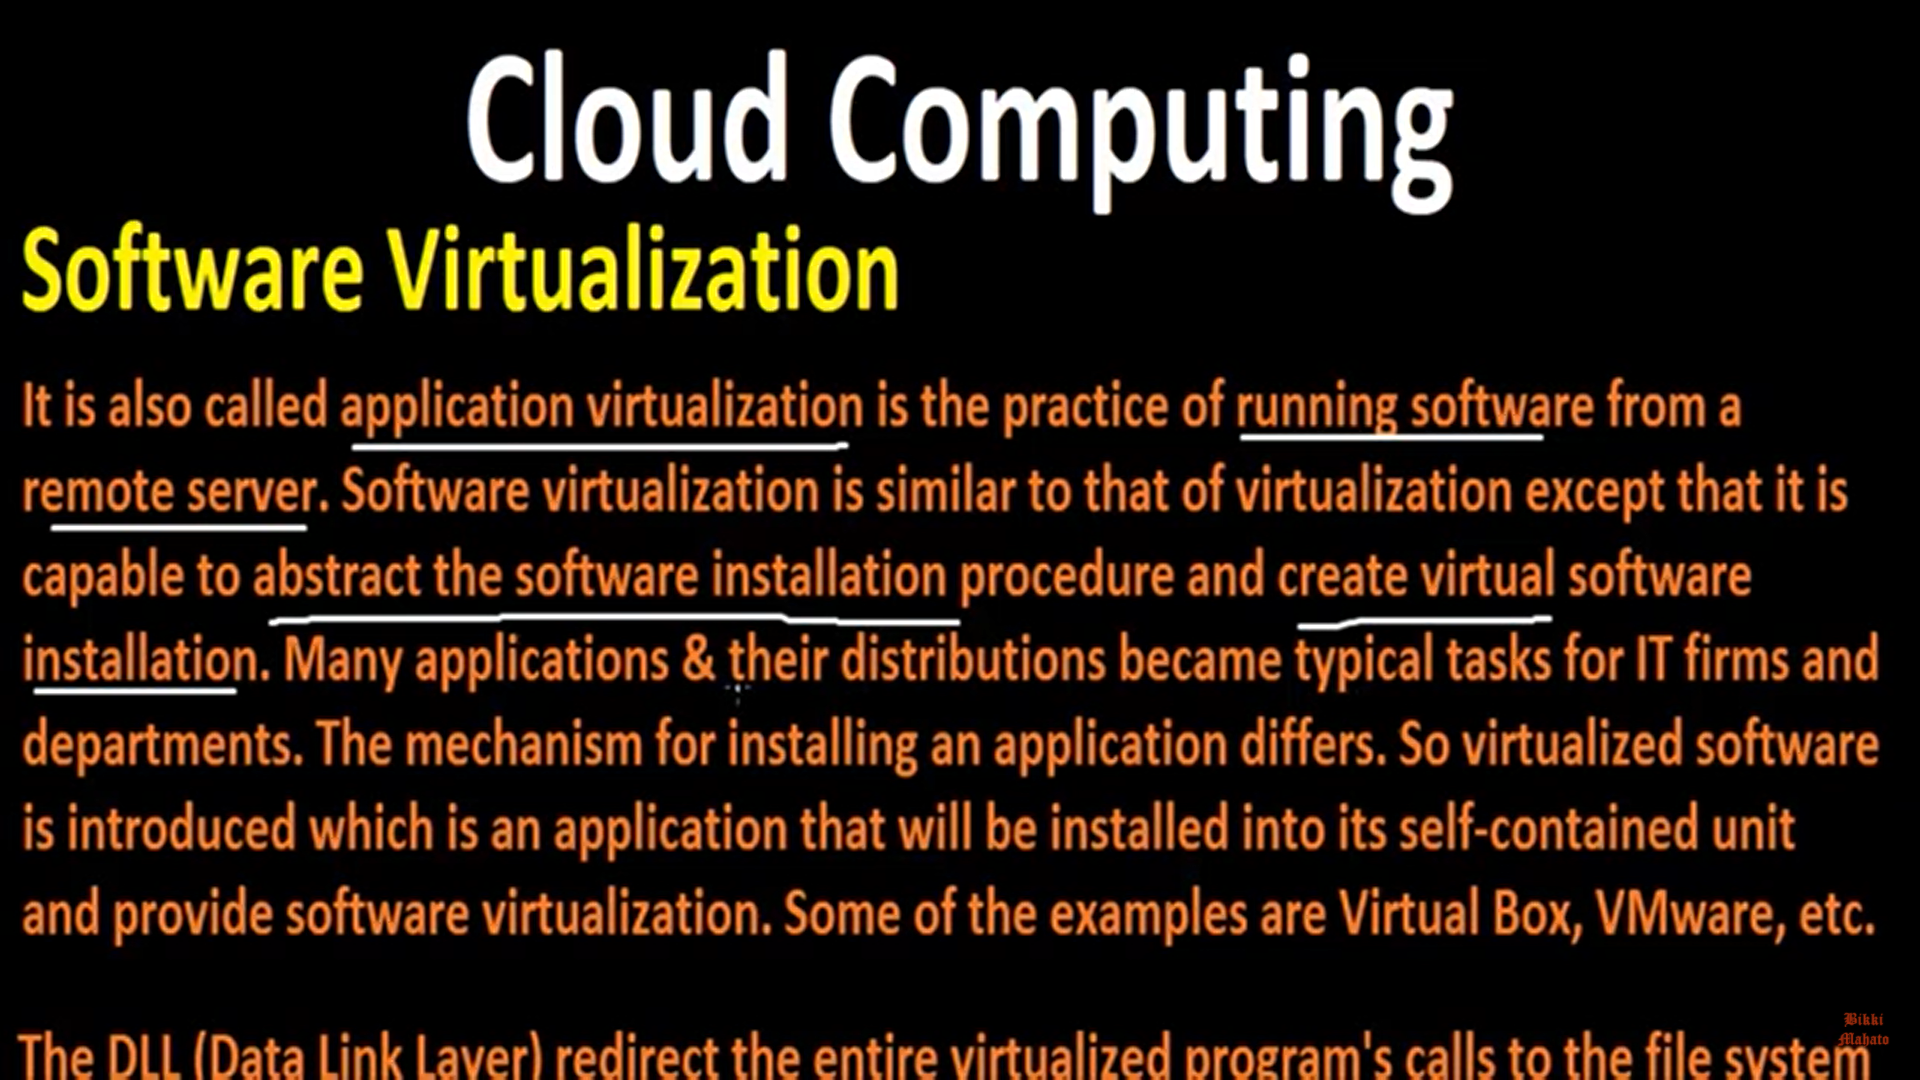 Cloud Computing
Software Virtualization
It is also called application virtualization is the practice of running software from a
remote server. Software virtualization is similar to that of virtualization except that it is
capable to abstract the software installation procedure and create virtual software
installation. Many applications & their distributions became typical tasks for IT firms and
departments. The mechanism for installing an application differs. So virtualized software
is introduced which is an application that will be installed into its self-contained unit
and provide software virtualization. Some of the examples are Virtual Box, VMware, etc.
The DLL (Data Link Layer) redirect the entire virtualized program's calls to the file system
Bikki
Mahato